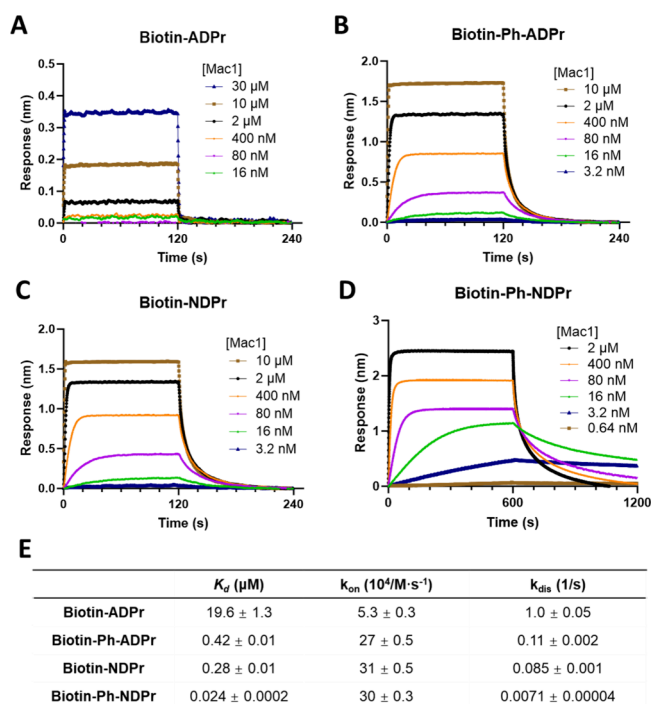 A
Biotin-ADPr
Response (nm)
0.5
0.4
0.3
0.2
0.1
0.0
[Mac1]
30 μM
10 μM
2 μM
400 nM
80 nM
16 nM
0
120
240
Time (s)
B
Biotin-Ph-ADPr
Response (nm)
2.0
1.5
1.0
0.5
0.0
[Mac1]
10 μM
2 μM
400 nM
80 nM
16 nM
3.2 nM
0
120
240
Time (s)
C
Biotin-NDPr
Response (nm)
2.0
1.5
1.0
0.5
0.0
[Mac1]
10 μM
2 μM
400 nM
80 nM
16 nM
3.2 nM
0
120
240
Time (s)
D
Biotin-Ph-NDPr
Response (nm)
3
2
1
0
[Mac1]
2 μM
400 nM
80 nM
16 nM
3.2 nM
0.64 nM
0
600
1200
Time (s)
E
Kd (μM) kon (10⁴/M·s⁻¹) kdis (1/s)
Biotin-ADPr 19.6 ± 1.3 5.3 ± 0.3 1.0 ± 0.05
Biotin-Ph-ADPr 0.42 ± 0.01 27 ± 0.5 0.11 ± 0.002
Biotin-NDPr 0.28 ± 0.01 31 ± 0.5 0.085 ± 0.001
Biotin-Ph-NDPr 0.024 ± 0.0002 30 ± 0.3 0.0071 ± 0.00004